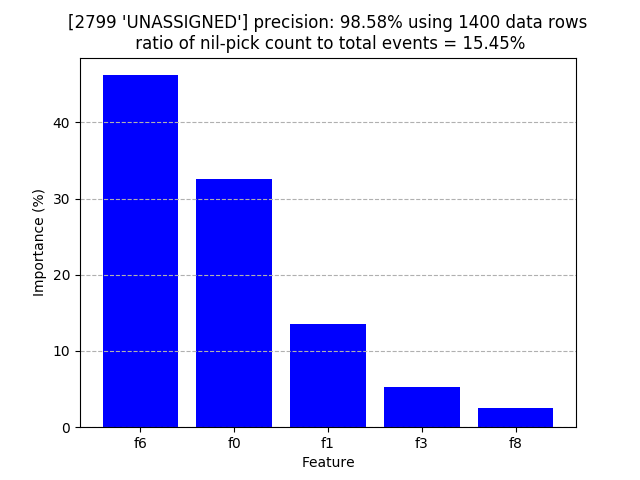 [2799 'UNASSIGNED'] precision: 98.58% using 1400 data rows
ratio of nil-pick count to total events = 15.45%
Importance (%)
40
30
20
10
0
f6 f0 f1 f3 f8
Feature